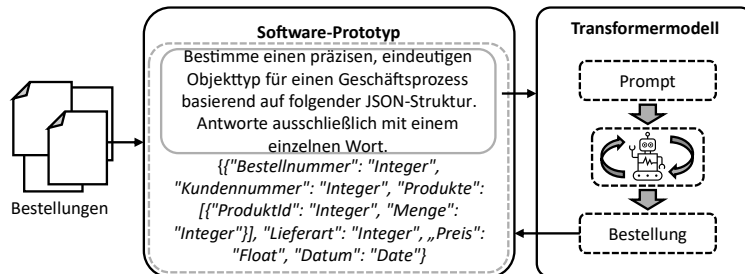 Software-Prototyp
Bestimme einen präzisen, eindeutigen
Objekttyp für einen Geschäftsprozess
basierend auf folgender JSON-Struktur.
Antworte ausschließlich mit einem
einzelnen Wort.
{{"Bestellnummer": "Integer",
"Kundennummer": "Integer", "Produkte":
[{"ProduktId": "Integer", "Menge":
"Integer"}], "Lieferart": "Integer", „Preis":
"Float", "Datum": "Date"}
Bestellungen
Transformermodell
Prompt
Bestellung